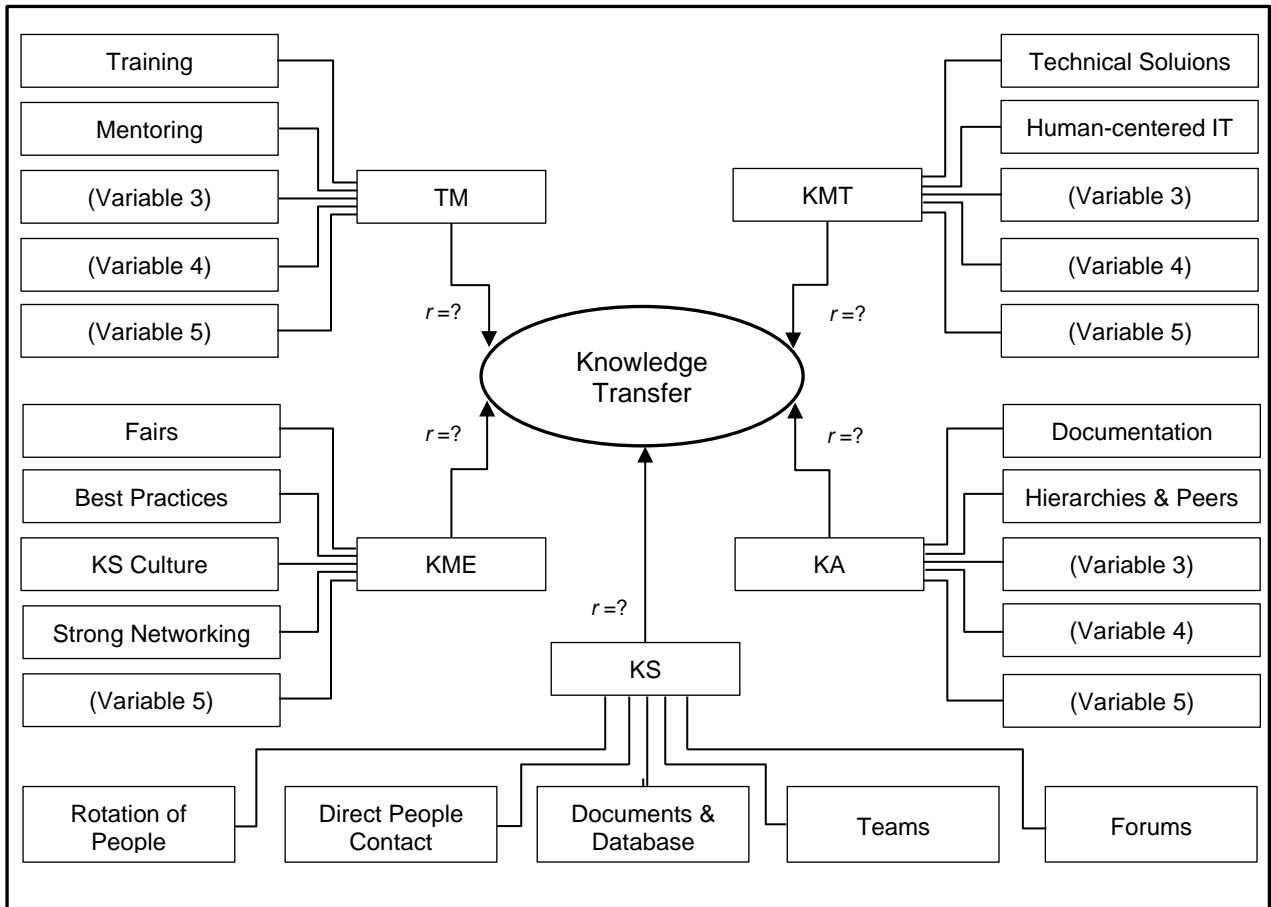 Training
Mentoring
(Variable 3)
(Variable 4)
(Variable 5)
TM
r =?
Technical Soluions
Human-centered IT
(Variable 3)
(Variable 4)
(Variable 5)
KMT
r =?
Knowledge
Transfer
Fairs
Best Practices
KS Culture
Strong Networking
(Variable 5)
KME
r =?
Documentation
Hierarchies & Peers
(Variable 3)
(Variable 4)
(Variable 5)
KA
r =?
r =?
KS
Rotation of
People
Direct People
Contact
Documents &
Database
Teams
Forums